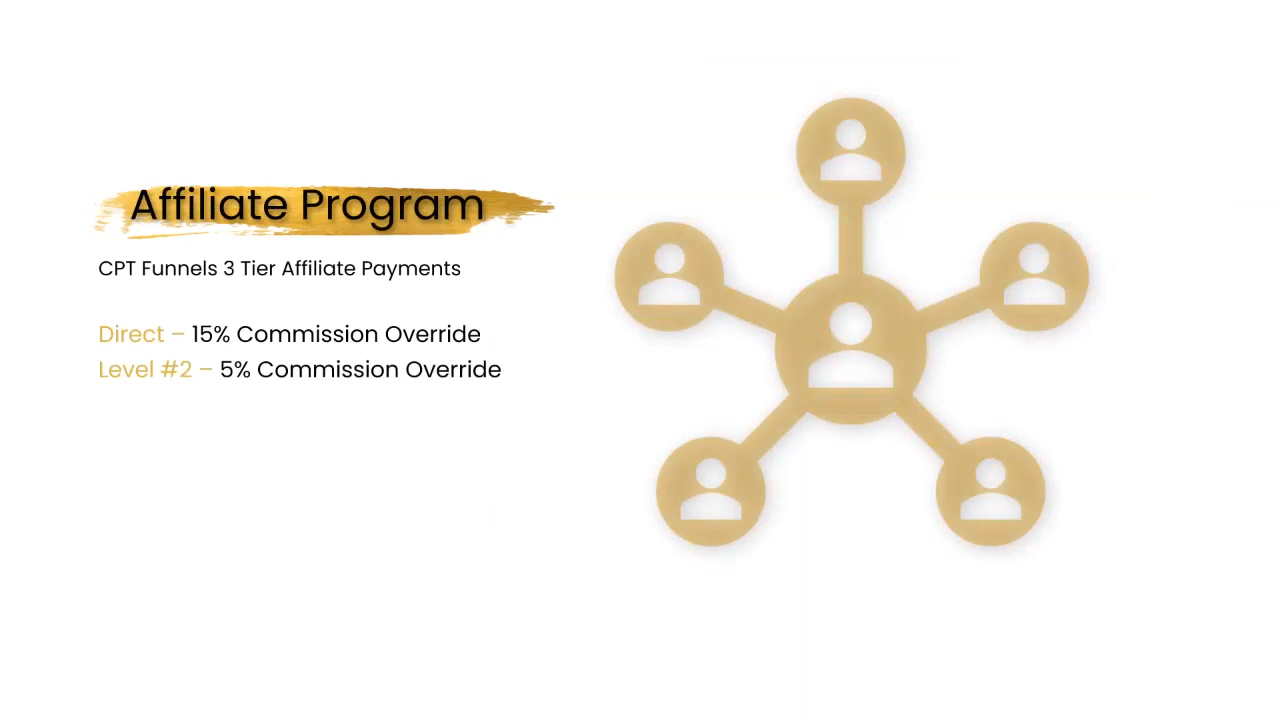 Affiliate Program
CPT Funnels 3 Tier Affiliate Payments
Direct – 15% Commission Override
Level #2 – 5% Commission Override